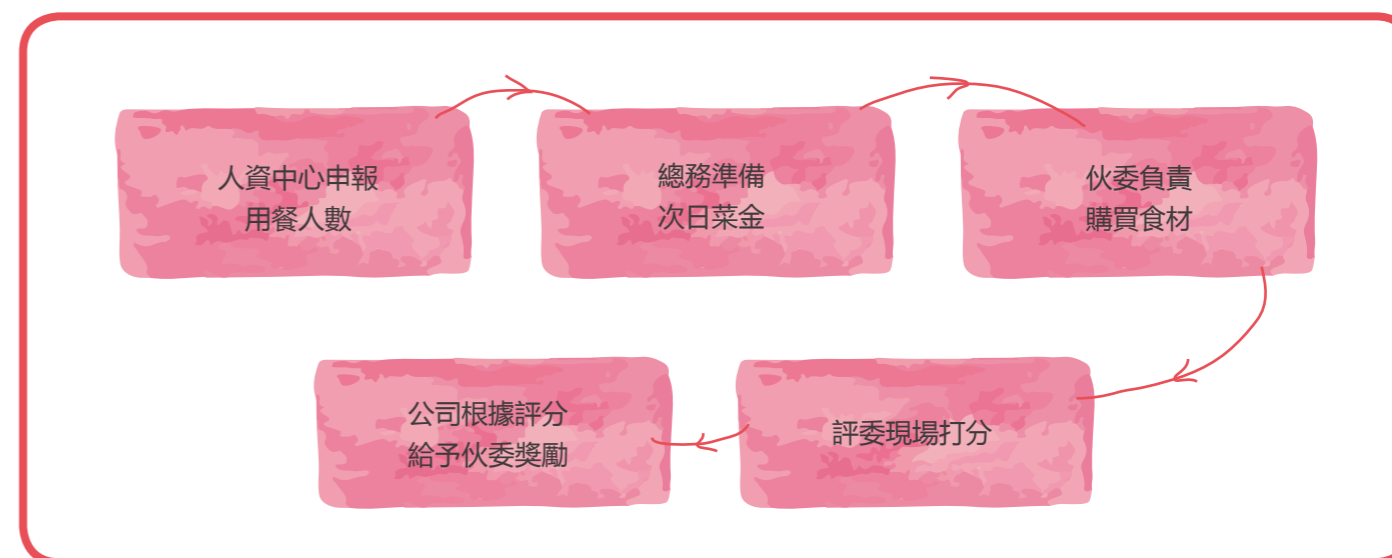 人資中心申報
用餐人數
總務準備
次日菜金
伙委負責
購買食材
評委現場打分
公司根據評分
給予伙委獎勵